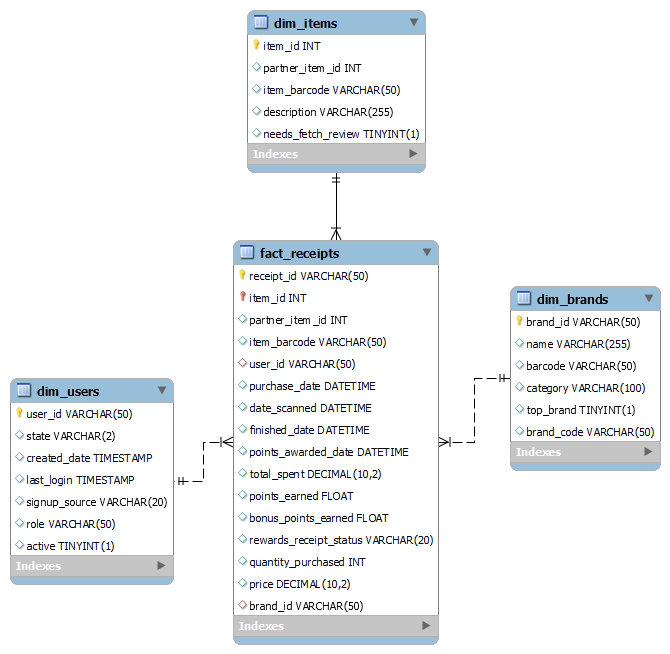 dim_items
item_id INT
partner_item_id INT
item_barcode VARCHAR(50)
description VARCHAR(255)
needs_fetch_review TINYINT(1)
Indexes
fact_receipts
receipt_id VARCHAR(50)
item_id INT
partner_item_id INT
item_barcode VARCHAR(50)
user_id VARCHAR(50)
purchase_date DATETIME
date_scanned DATETIME
finished_date DATETIME
points_awarded_date DATETIME
total_spent DECIMAL(10,2)
points_earned FLOAT
bonus_points_earned FLOAT
rewards_receipt_status VARCHAR(20)
quantity_purchased INT
price DECIMAL(10,2)
brand_id VARCHAR(50)
Indexes
dim_brands
brand_id VARCHAR(50)
name VARCHAR(255)
barcode VARCHAR(50)
category VARCHAR(100)
top_brand TINYINT(1)
brand_code VARCHAR(50)
Indexes
dim_users
user_id VARCHAR(50)
state VARCHAR(2)
created_date TIMESTAMP
last_login TIMESTAMP
signup_source VARCHAR(20)
role VARCHAR(50)
active TINYINT(1)
Indexes